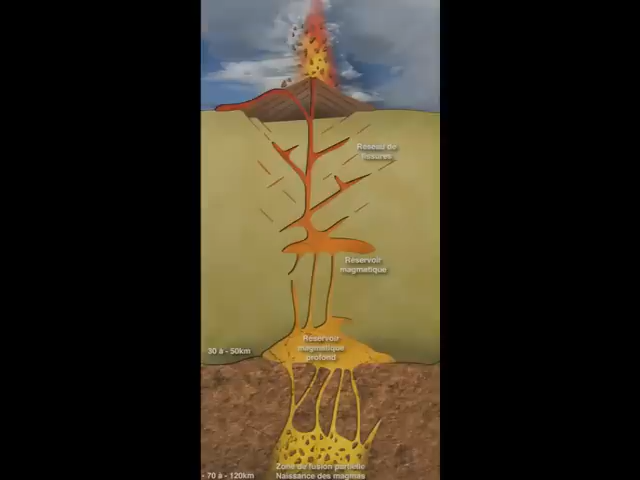 Réseau de
fissures
Réservoir
magmatique
Réservoir
magmatique
profond
30 à - 50km
Zone de fusion partielle
Naissance des magmas
- 70 à - 120km